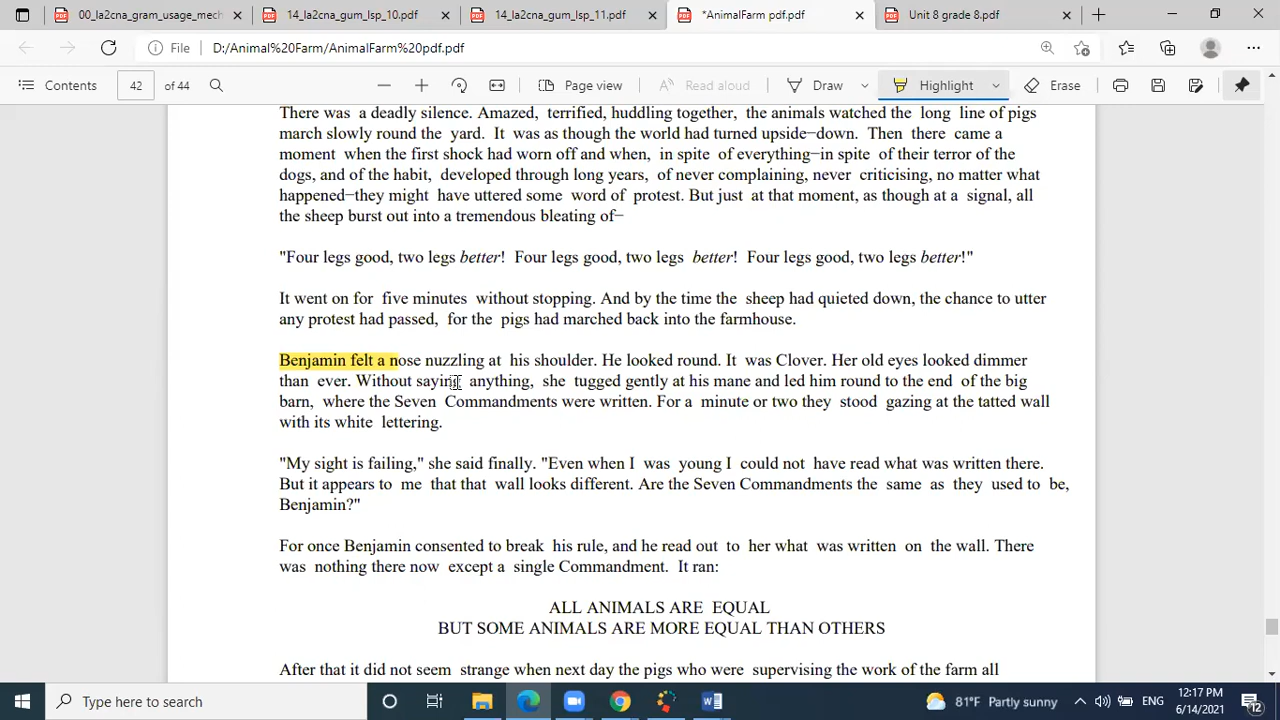 00_la2cna_gram_usage_mech
14_la2cna_gum_lsp_10.pdf
14_la2cna_gum_lsp_11.pdf
*AnimalFarm pdf.pdf
Unit 8 grade 8.pdf
File
D:/Animal%20Farm/AnimalFarm%20pdf.pdf
Contents
42
of 44
Page view
Read aloud
Draw
Highlight
Erase
There was a deadly silence. Amazed, terrified, huddling together, the animals watched the long line of pigs
march slowly round the yard. It was as though the world had turned upside−down. Then there came a
moment when the first shock had worn off and when, in spite of everything−in spite of their terror of the
dogs, and of the habit, developed through long years, of never complaining, never criticising, no matter what
happened−they might have uttered some word of protest. But just at that moment, as though at a signal, all
the sheep burst out into a tremendous bleating of−
"Four legs good, two legs better! Four legs good, two legs better! Four legs good, two legs better!"
It went on for five minutes without stopping. And by the time the sheep had quieted down, the chance to utter
any protest had passed, for the pigs had marched back into the farmhouse.
Benjamin felt a nose nuzzling at his shoulder. He looked round. It was Clover. Her old eyes looked dimmer
than ever. Without saying anything, she tugged gently at his mane and led him round to the end of the big
barn, where the Seven Commandments were written. For a minute or two they stood gazing at the tatted wall
with its white lettering.
"My sight is failing," she said finally. "Even when I was young I could not have read what was written there.
But it appears to me that that wall looks different. Are the Seven Commandments the same as they used to be,
Benjamin?"
For once Benjamin consented to break his rule, and he read out to her what was written on the wall. There
was nothing there now except a single Commandment. It ran:
ALL ANIMALS ARE EQUAL
BUT SOME ANIMALS ARE MORE EQUAL THAN OTHERS
After that it did not seem strange when next day the pigs who were supervising the work of the farm all
Type here to search
81°F Partly sunny
ENG
12:17 PM
6/14/2021
12